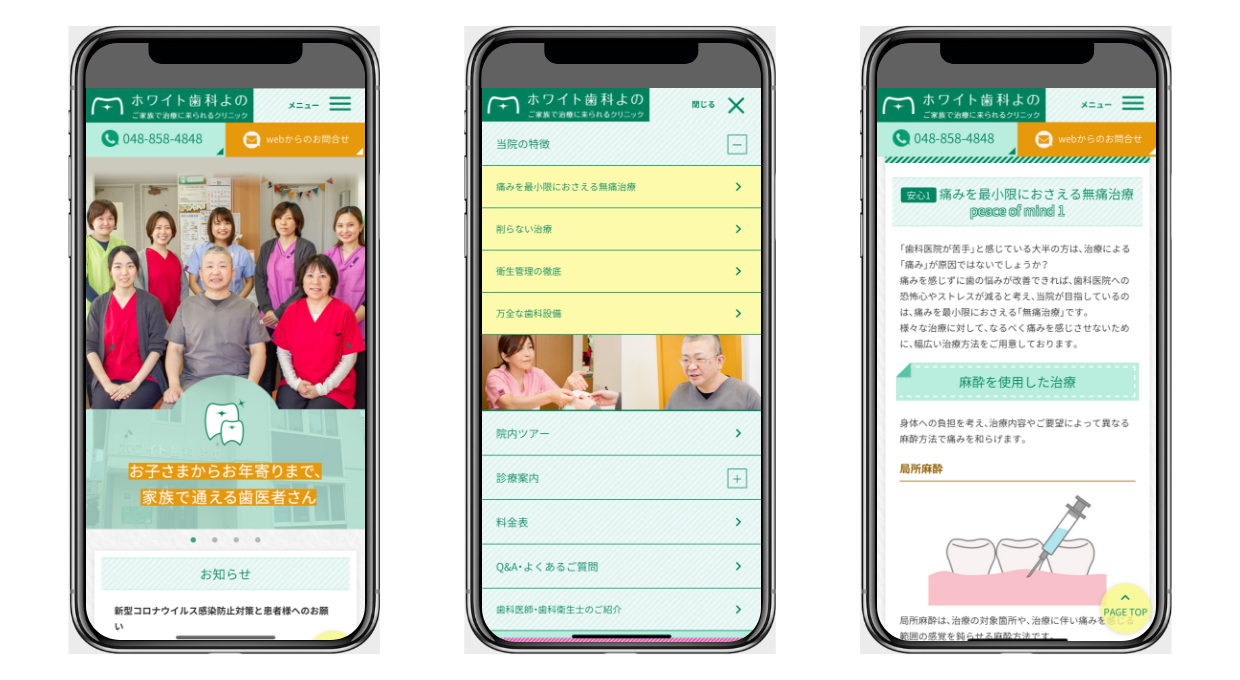 ホワイト歯科よの
ご家族で治療に来られるクリニック
メニュー
048-858-4848
webからのお問合せ
お子さまからお年寄りまで、
家族で通える歯医者さん
お知らせ
新型コロナウイルス感染防止対策と患者様へのお願
い
ホワイト歯科よの
ご家族で治療に来られるクリニック
閉じる
当院の特徴
痛みを最小限におさえる無痛治療
削らない治療
衛生管理の徹底
万全な歯科設備
院内ツアー
診療案内
料金表
Q&A・よくあるご質問
歯科医師・歯科衛生士のご紹介
ホワイト歯科よの
ご家族で治療に来られるクリニック
メニュー
048-858-4848
webからのお問合せ
安心1 痛みを最小限におさえる無痛治療
peace of mind 1
「歯科医院が苦手」と感じている大半の方は、治療による
「痛み」が原因ではないでしょうか?
痛みを感じずに歯の悩みが改善できれば、歯科医院への
恐怖心やストレスが減ると考え、当院が目指しているの
は、痛みを最小限におさえる「無痛治療」です。
様々な治療に対して、なるべく痛みを感じさせないため
に、幅広い治療方法をご用意しております。
麻酔を使用した治療
身体への負担を考え、治療内容やご要望によって異なる
麻酔方法で痛みを和らげます。
局所麻酔
PAGE TOP
局所麻酔は、治療の対象箇所や、治療に伴い痛みを感じる
範囲の感覚を鈍らせる麻酔方法です。